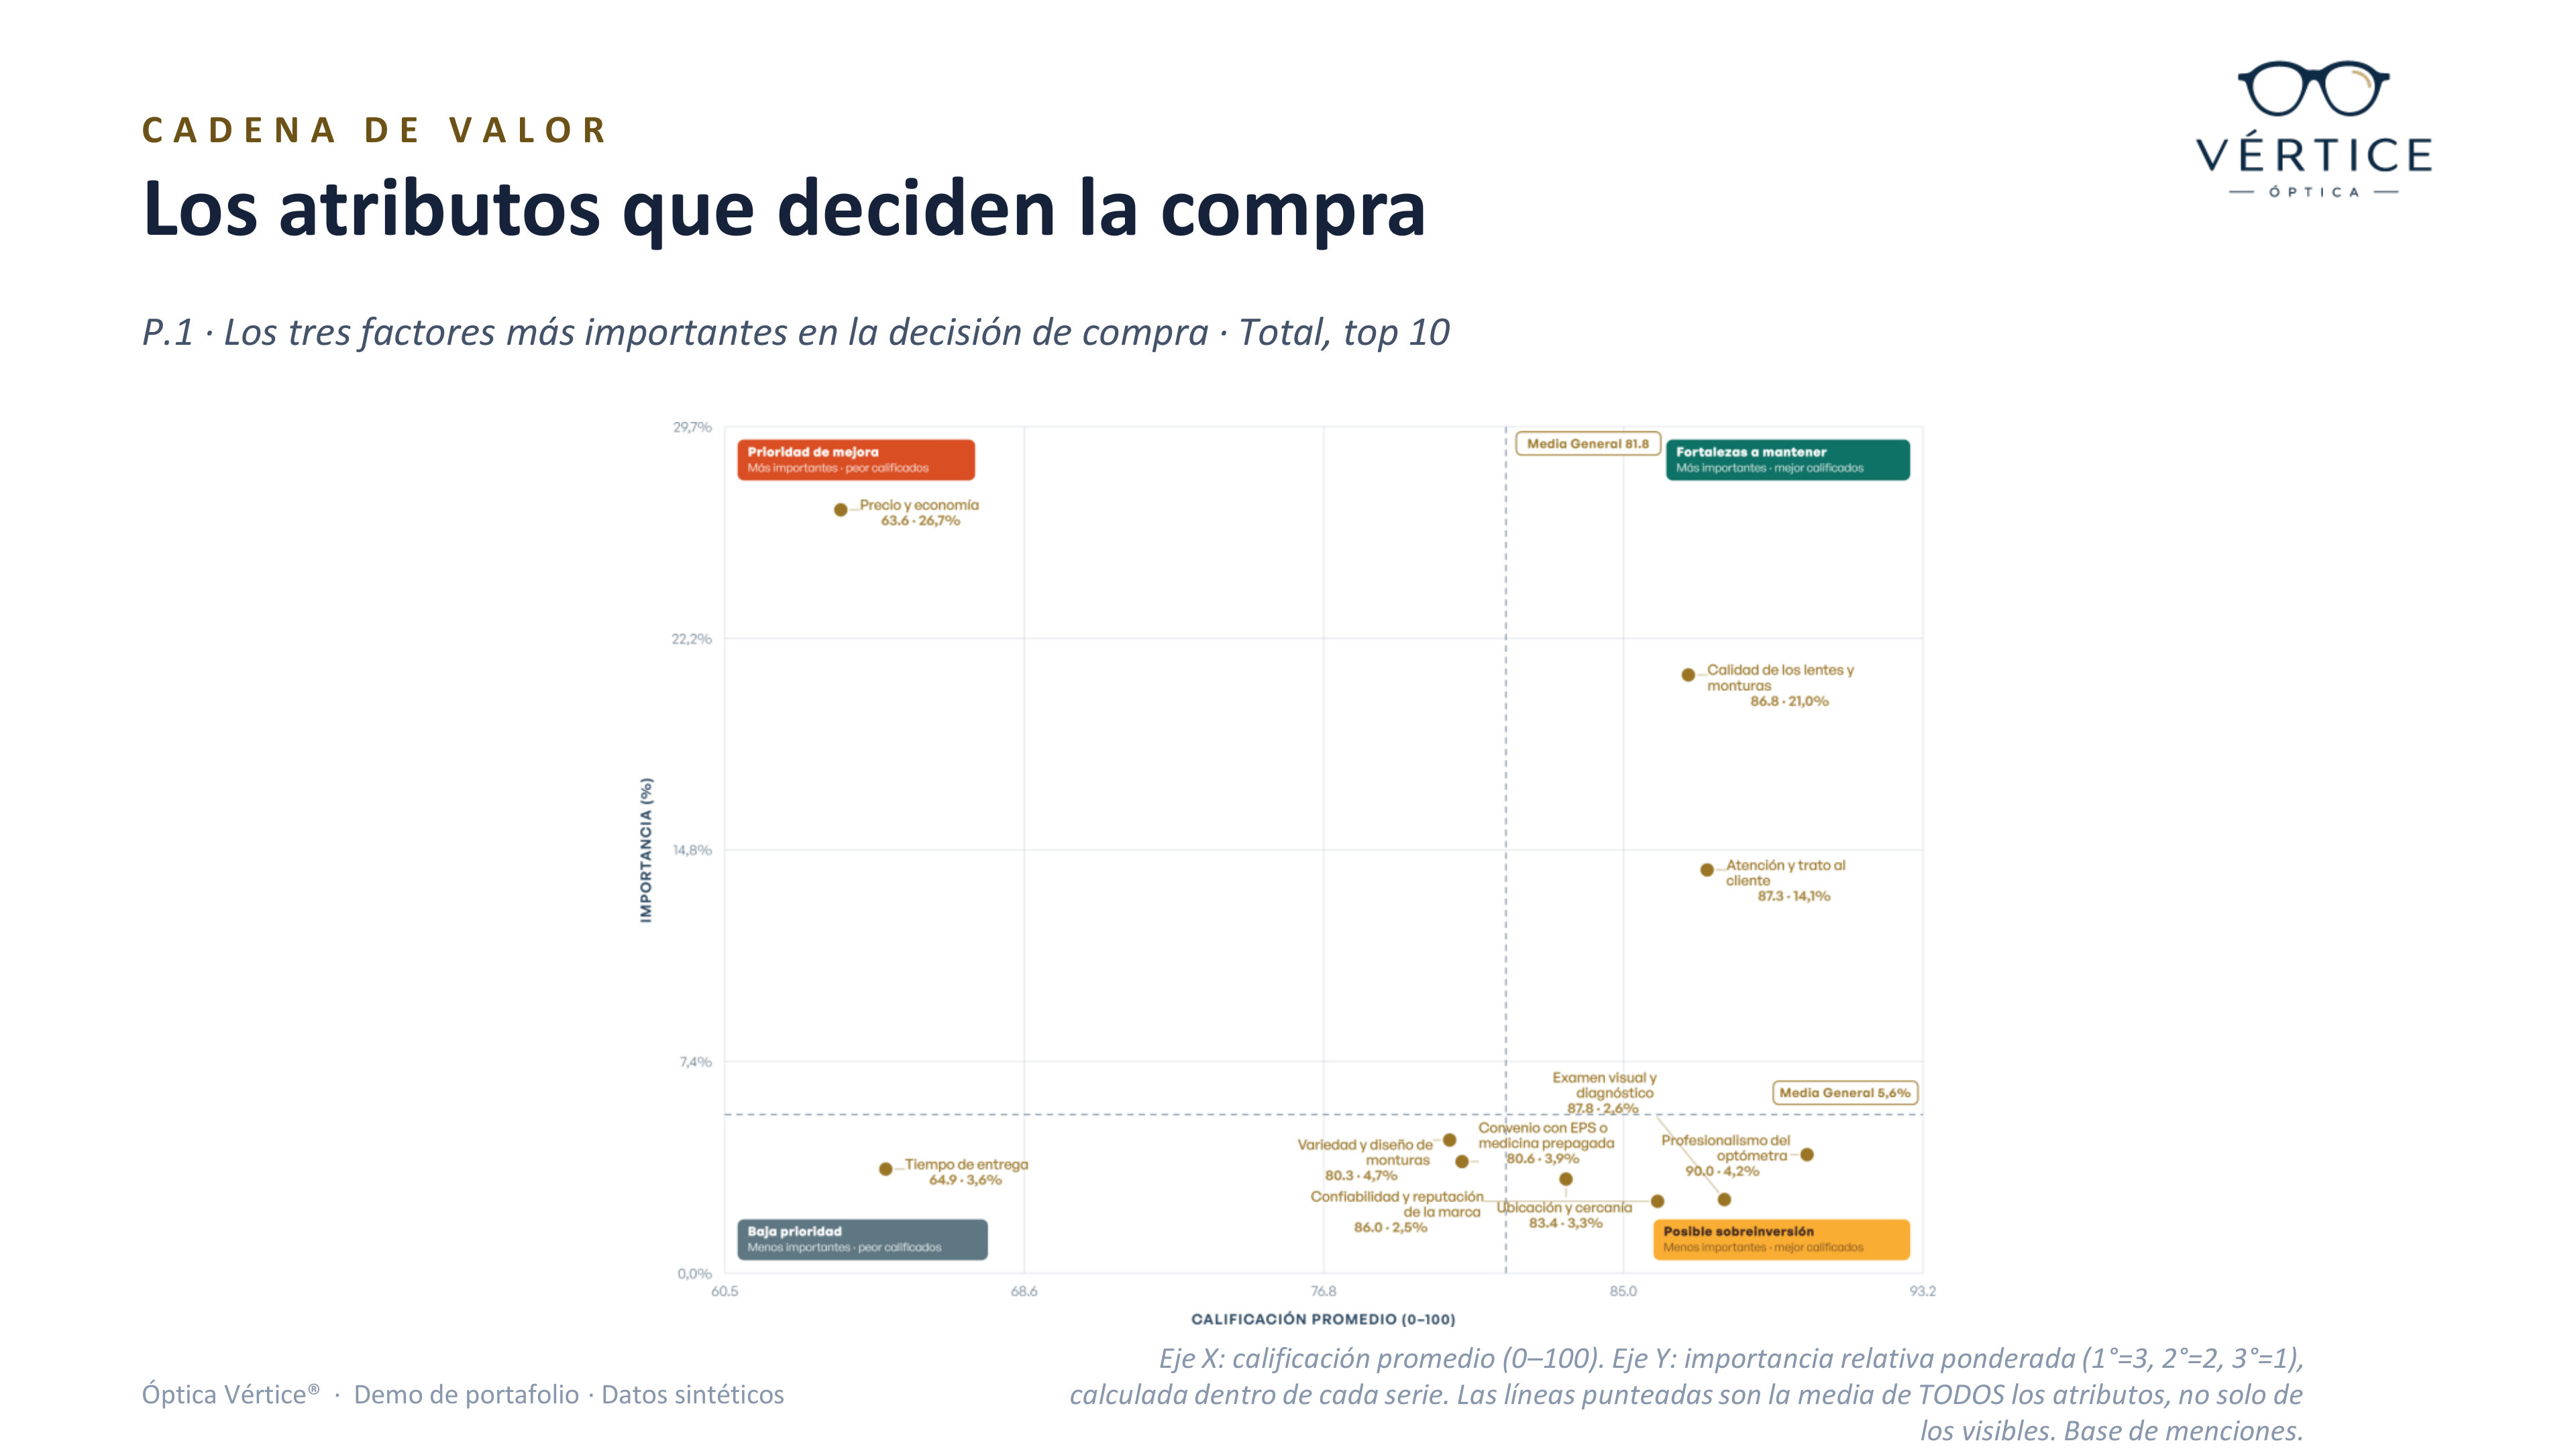 CADENA DE VALOR
Los atributos que deciden la compra
VÉRTICE
ÓPTICA
P.1 · Los tres factores más importantes en la decisión de compra · Total, top 10
29,7%
22,2%
14,8%
7,4%
0,0%
IMPORTANCIA (%)
Prioridad de mejora
Más importantes · peor calificados
Media General 81.8
Fortalezas a mantener
Más importantes · mejor calificados
Precio y economía
63.6 · 26,7%
Calidad de los lentes y
monturas
86.8 · 21,0%
Atención y trato al
cliente
87.3 · 14,1%
Examen visual y
diagnóstico
87.8 · 2,6%
Media General 5,6%
Variedad y diseño de
monturas
80.3 · 4,7%
Convenio con EPS o
medicina prepagada
80.6 · 3,9%
Profesionalismo del
optómetra
90.0 · 4,2%
Tiempo de entrega
64.9 · 3,6%
Confiabilidad y reputación
de la marca
86.0 · 2,5%
Ubicación y cercanía
83.4 · 3,3%
Baja prioridad
Menos importantes · peor calificados
Posible sobreinversión
Menos importantes · mejor calificados
60.5
68.6
76.8
85.0
93.2
CALIFICACIÓN PROMEDIO (0–100)
Eje X: calificación promedio (0–100). Eje Y: importancia relativa ponderada (1°=3, 2°=2, 3°=1),
calculada dentro de cada serie. Las líneas punteadas son la media de TODOS los atributos, no solo de
los visibles. Base de menciones.
Óptica Vértice® · Demo de portafolio · Datos sintéticos